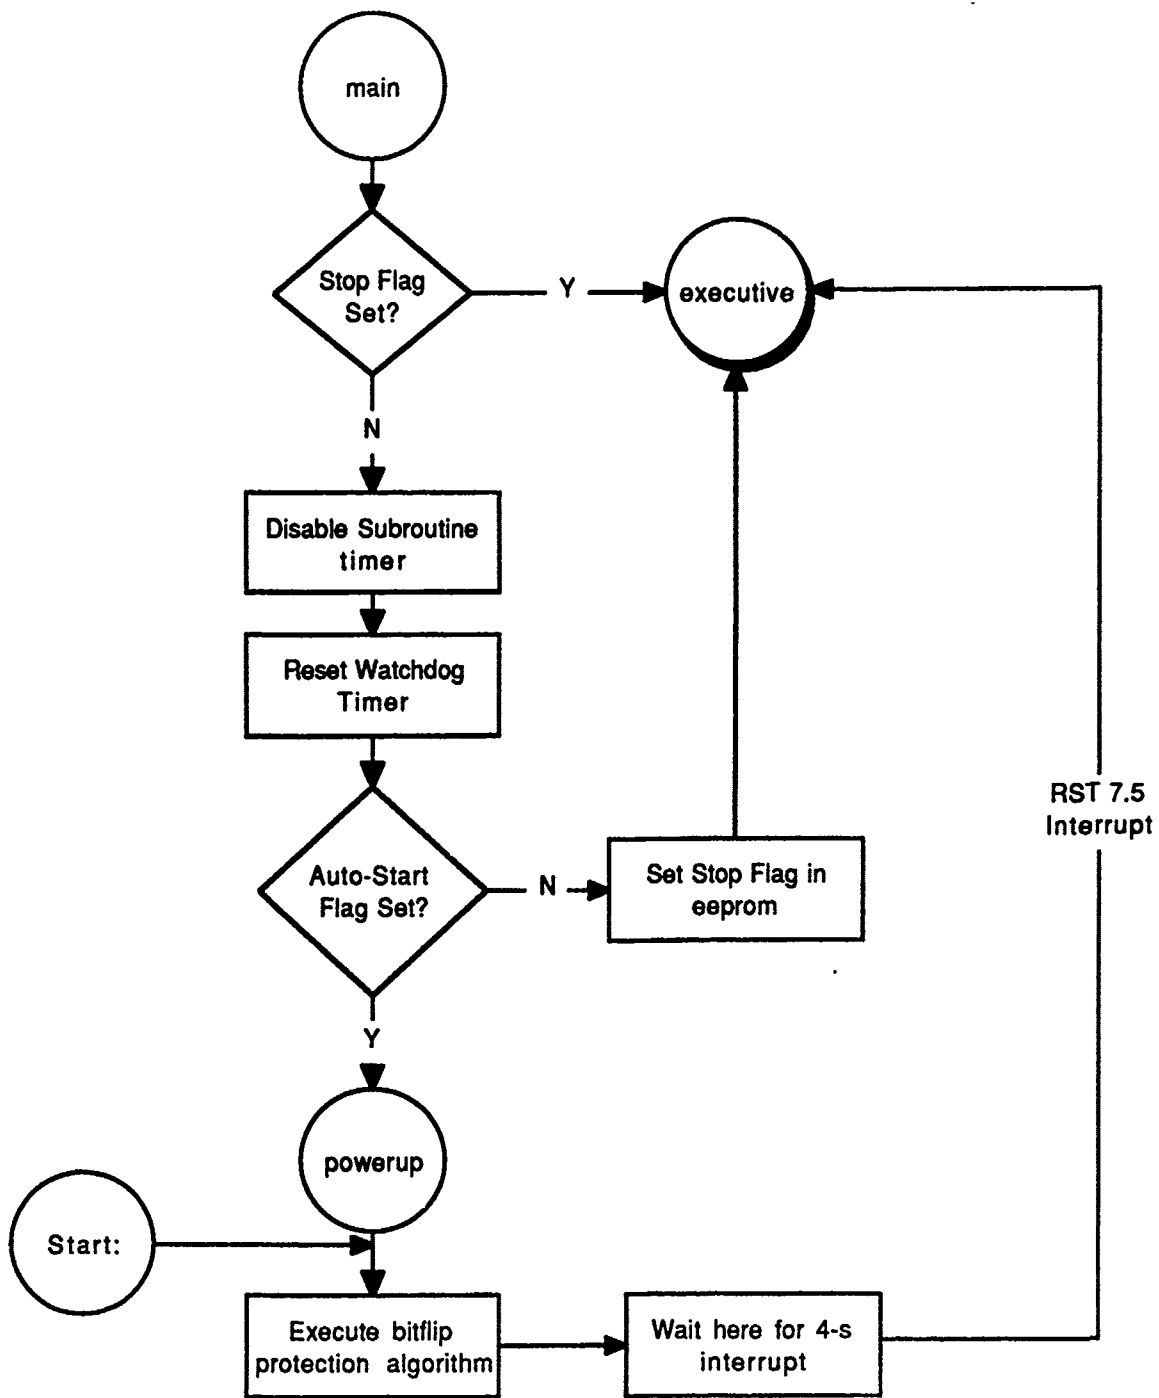 main
Stop Flag
Set?
Y
executive
N
Disable Subroutine
timer
Reset Watchdog
Timer
RST 7.5
Interrupt
Auto-Start
Flag Set?
N
Set Stop Flag in
eeprom
Y
powerup
Start:
Execute bitflip
protection algorithm
Wait here for 4-s
interrupt